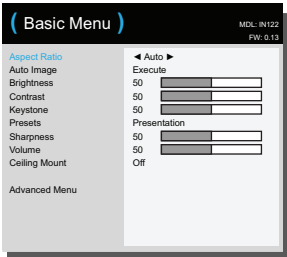 ( Basic Menu )
MDL: IN122
FW: 0.13
Aspect Ratio ◄ Auto ►
Auto Image Execute
Brightness 50
Contrast 50
Keystone 50
Presets Presentation
Sharpness 50
Volume 50
Ceiling Mount Off
Advanced Menu